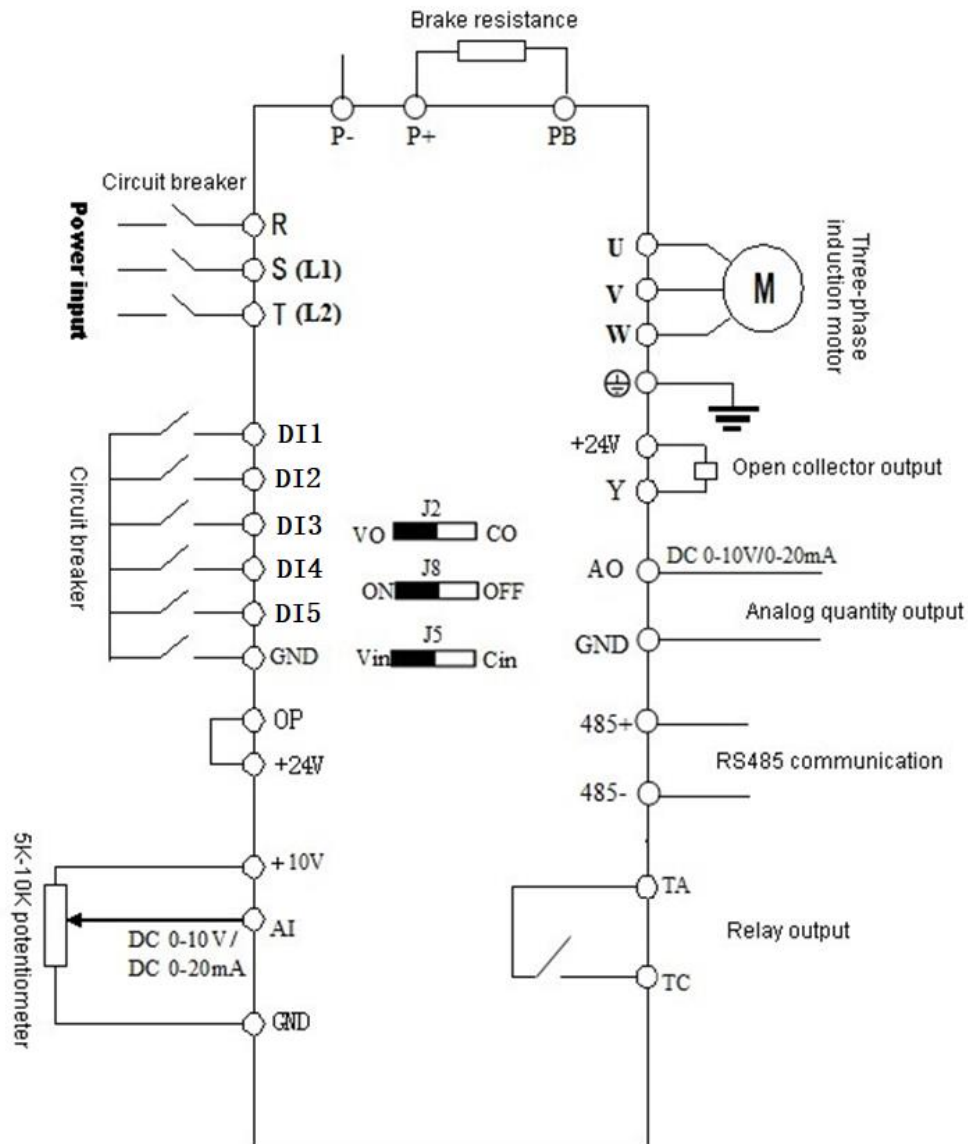 Brake resistance
P-
P+
PB
Circuit breaker
Power input
R
S (L1)
T (L2)
U
V
W
M
Three-phase
induction motor
Circuit breaker
DI1
DI2
DI3
DI4
DI5
GND
J2
VO
CO
J8
ON
OFF
J5
Vin
Cin
+24V
Y
Open collector output
AO
DC 0-10V/0-20mA
Analog quantity output
GND
OP
+24V
485+
RS485 communication
485-
5K-10K potentiometer
+10V
AI
DC 0-10V/
DC 0-20mA
GND
TA
Relay output
TC